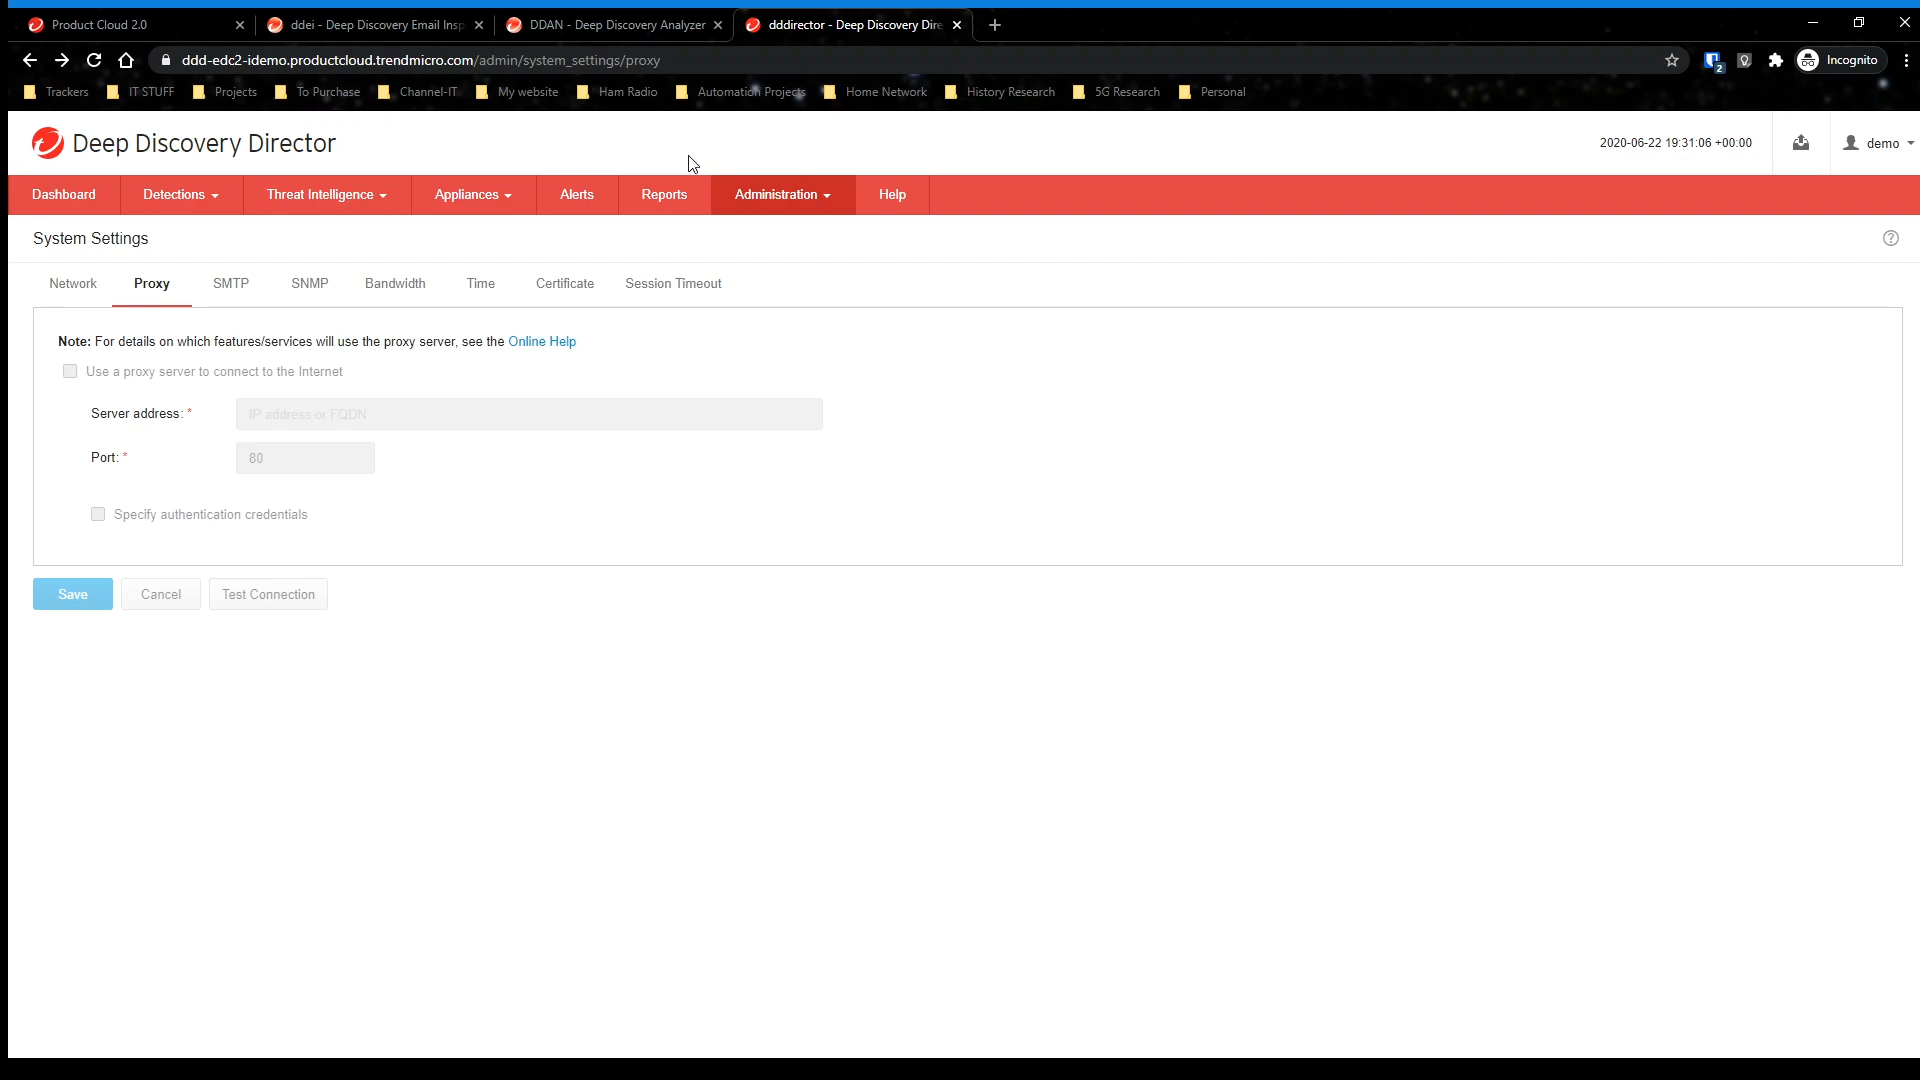 Product Cloud 2.0
ddei - Deep Discovery Email Insp
DDAN - Deep Discovery Analyzer
dddirector - Deep Discovery Dire
ddd-edc2-idemo.productcloud.trendmicro.com/admin/system_settings/proxy
2
Incognito
Trackers IT STUFF Projects To Purchase Channel-IT My website Ham Radio Automation Projects Home Network History Research 5G Research Personal
Deep Discovery Director
2020-06-22 19:31:06 +00:00
demo
Dashboard Detections Threat Intelligence Appliances Alerts Reports Administration Help
System Settings
?
Network Proxy SMTP SNMP Bandwidth Time Certificate Session Timeout
Note: For details on which features/services will use the proxy server, see the Online Help
Use a proxy server to connect to the Internet
Server address: * IP address or FQDN
Port: * 80
Specify authentication credentials
Save Cancel Test Connection